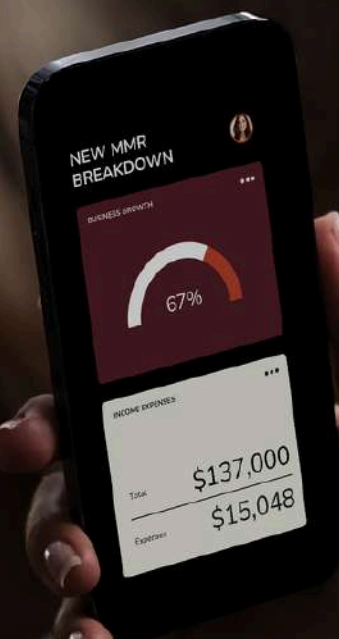 NEW MMR
BREAKDOWN
BUSINESS GROWTH
67%
INCOME EXPENSES
Total $137,000
Expenses $15,048